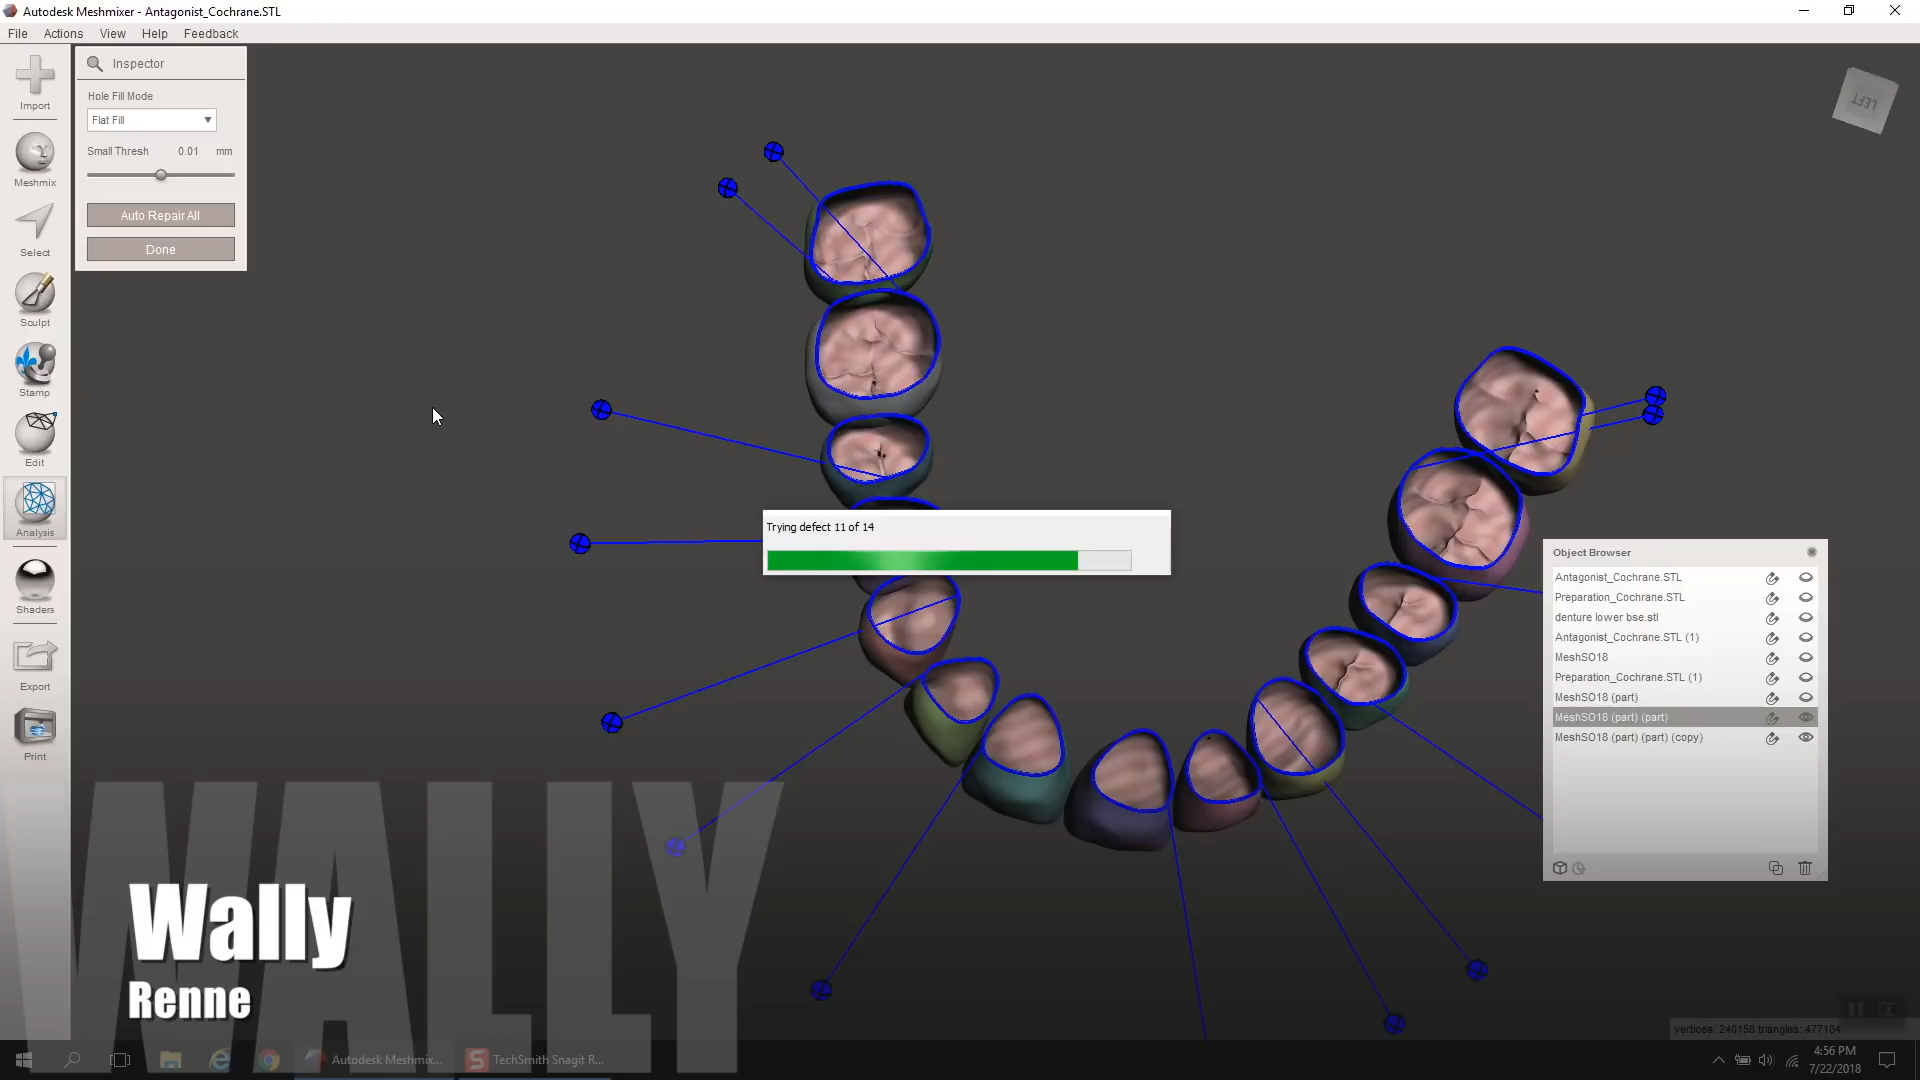 Autodesk Meshmixer - Antagonist_Cochrane.STL
File Actions View Help Feedback
Import
Meshmix
Select
Sculpt
Stamp
Edit
Analysis
Shaders
Export
Print
Inspector
Hole Fill Mode
Flat Fill
Small Thresh 0.01 mm
Auto Repair All
Done
LEFT
Trying defect 11 of 14
Object Browser
Antagonist_Cochrane.STL
Preparation_Cochrane.STL
denture lower bse.stl
Antagonist_Cochrane.STL (1)
MeshSO18
Preparation_Cochrane.STL (1)
MeshSO18 (part)
MeshSO18 (part) (part)
MeshSO18 (part) (part) (copy)
WALLY
Wally
Renne
vertices: 240158 triangles: 477184
Autodesk Meshmix...
TechSmith Snagit R...
4:56 PM
7/22/2018